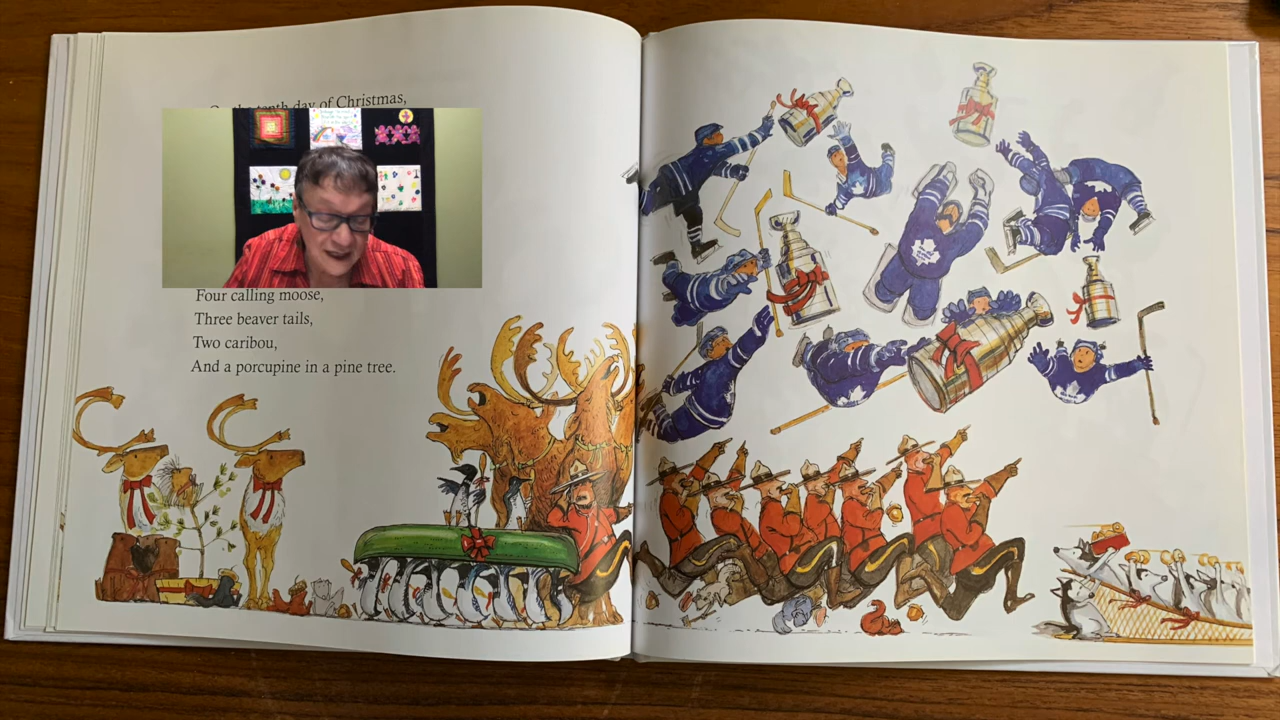 On the tenth day of Christmas,
Four calling moose,
Three beaver tails,
Two caribou,
And a porcupine in a pine tree.